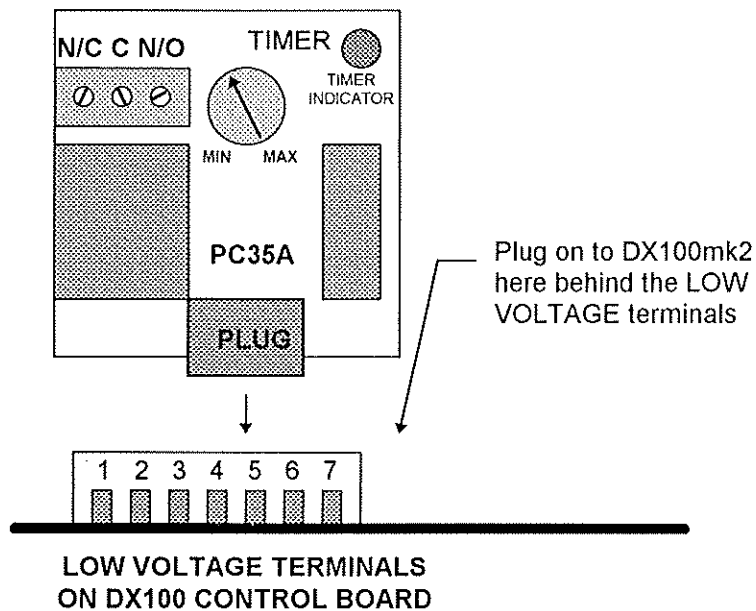 N/C C N/O
TIMER
TIMER
INDICATOR
MIN MAX
PC35A
PLUG
Plug on to DX100mk2
here behind the LOW
VOLTAGE terminals
1 2 3 4 5 6 7
LOW VOLTAGE TERMINALS
ON DX100 CONTROL BOARD